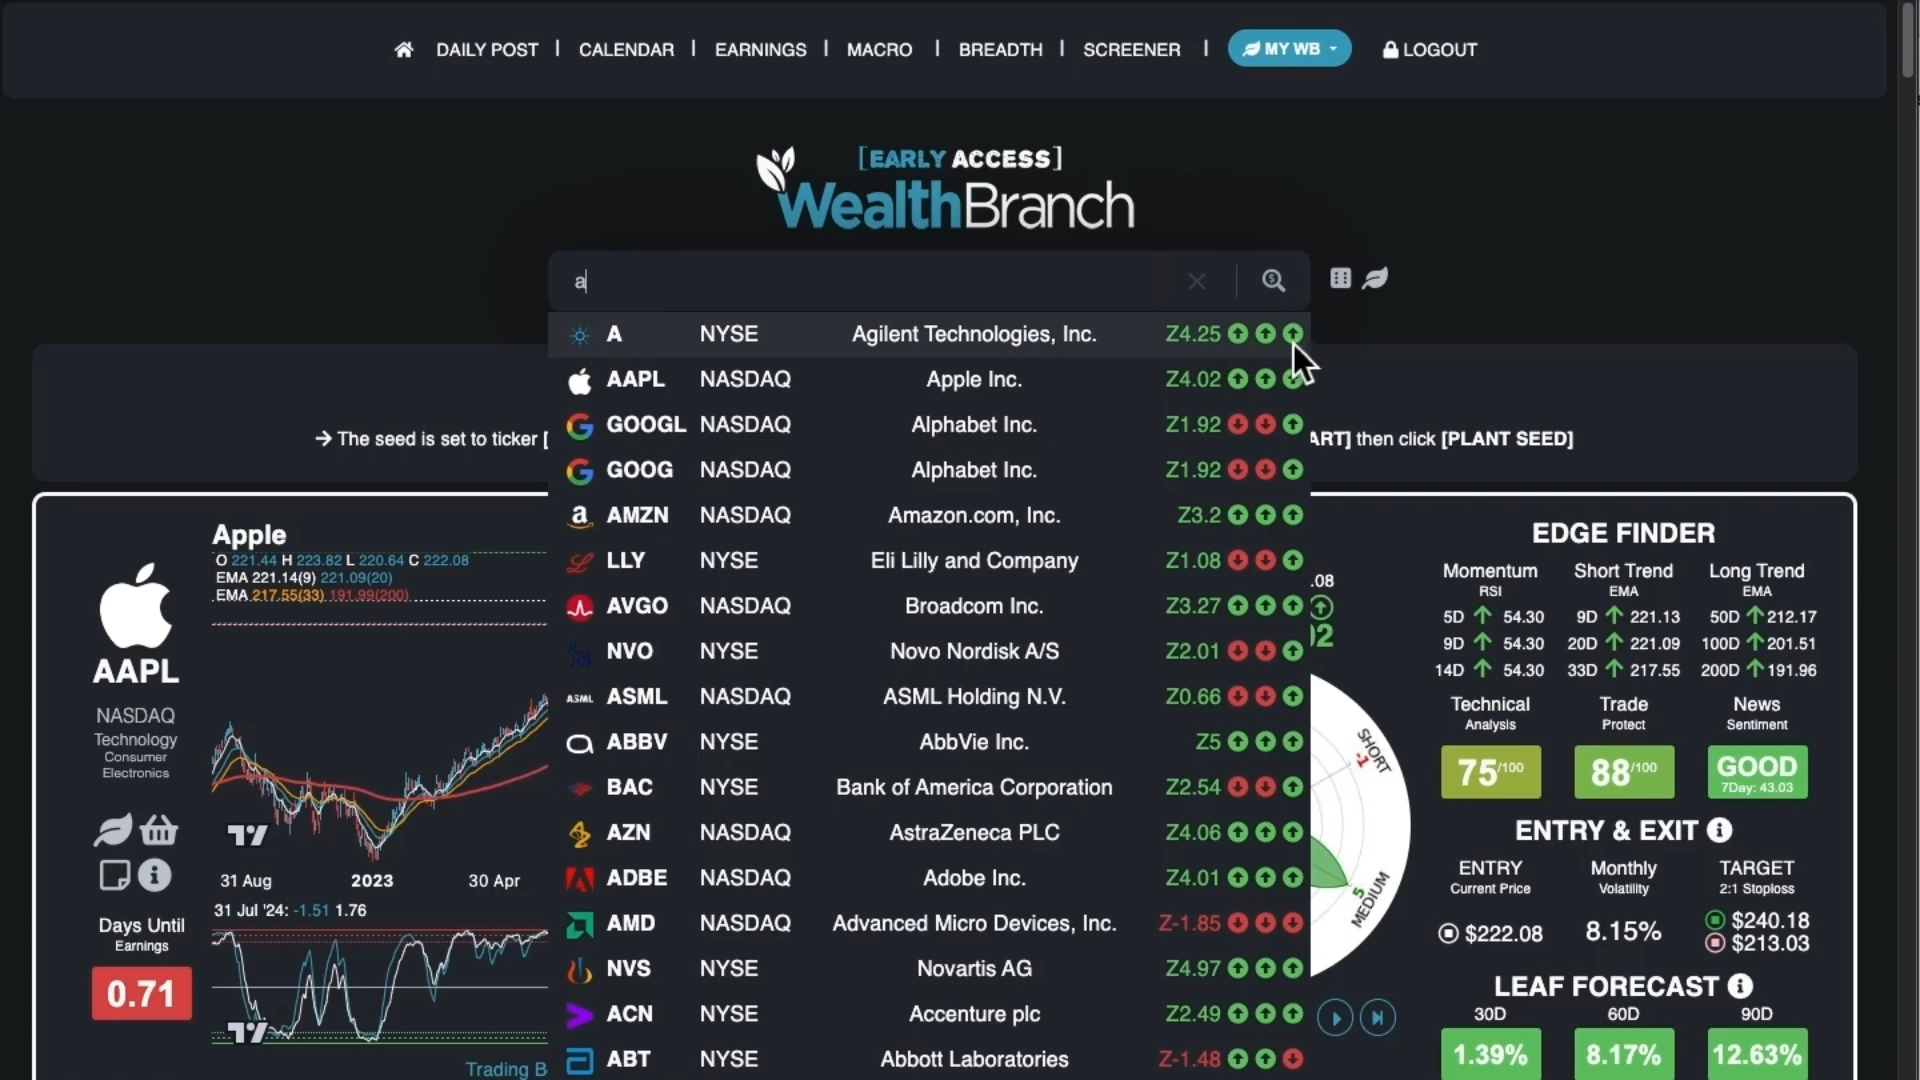 DAILY POST | CALENDAR | EARNINGS | MACRO | BREADTH | SCREENER | MY WB LOGOUT
[EARLY ACCESS]
WealthBranch
a
A NYSE Agilent Technologies, Inc. Z4.25
AAPL NASDAQ Apple Inc. Z4.02
GOOGL NASDAQ Alphabet Inc. Z1.92
GOOG NASDAQ Alphabet Inc. Z1.92
AMZN NASDAQ Amazon.com, Inc. Z3.2
LLY NYSE Eli Lilly and Company Z1.08
AVGO NASDAQ Broadcom Inc. Z3.27
NVO NYSE Novo Nordisk A/S Z2.01
ASML ASML NASDAQ ASML Holding N.V. Z0.66
ABBV NYSE AbbVie Inc. Z5
BAC NYSE Bank of America Corporation Z2.54
AZN NASDAQ AstraZeneca PLC Z4.06
ADBE NASDAQ Adobe Inc. Z4.01
AMD NASDAQ Advanced Micro Devices, Inc. Z-1.85
NVS NYSE Novartis AG Z4.97
ACN NYSE Accenture plc Z2.49
ABT NYSE Abbott Laboratories Z-1.48
→ The seed is set to ticker [
ART] then click [PLANT SEED]
AAPL
NASDAQ
Technology
Consumer
Electronics
Days Until
Earnings
0.71
Apple
O 221.44 H 223.82 L 220.64 C 222.08
EMA 221.14(9) 221.09(20)
EMA 217.55(33) 191.99(200)
31 Aug 2023 30 Apr
31 Jul '24: -1.51 1.76
Trading B
.08
SHORT
-1
5
MEDIUM
EDGE FINDER
Momentum Short Trend Long Trend
RSI EMA EMA
5D 54.30 9D 221.13 50D 212.17
9D 54.30 20D 221.09 100D 201.51
14D 54.30 33D 217.55 200D 191.96
Technical Trade News
Analysis Protect Sentiment
75/100 88/100 GOOD
7Day: 43.03
ENTRY & EXIT
ENTRY Monthly TARGET
Current Price Volatility 2:1 Stoploss
$222.08 8.15% $240.18
$213.03
LEAF FORECAST
30D 60D 90D
1.39% 8.17% 12.63%